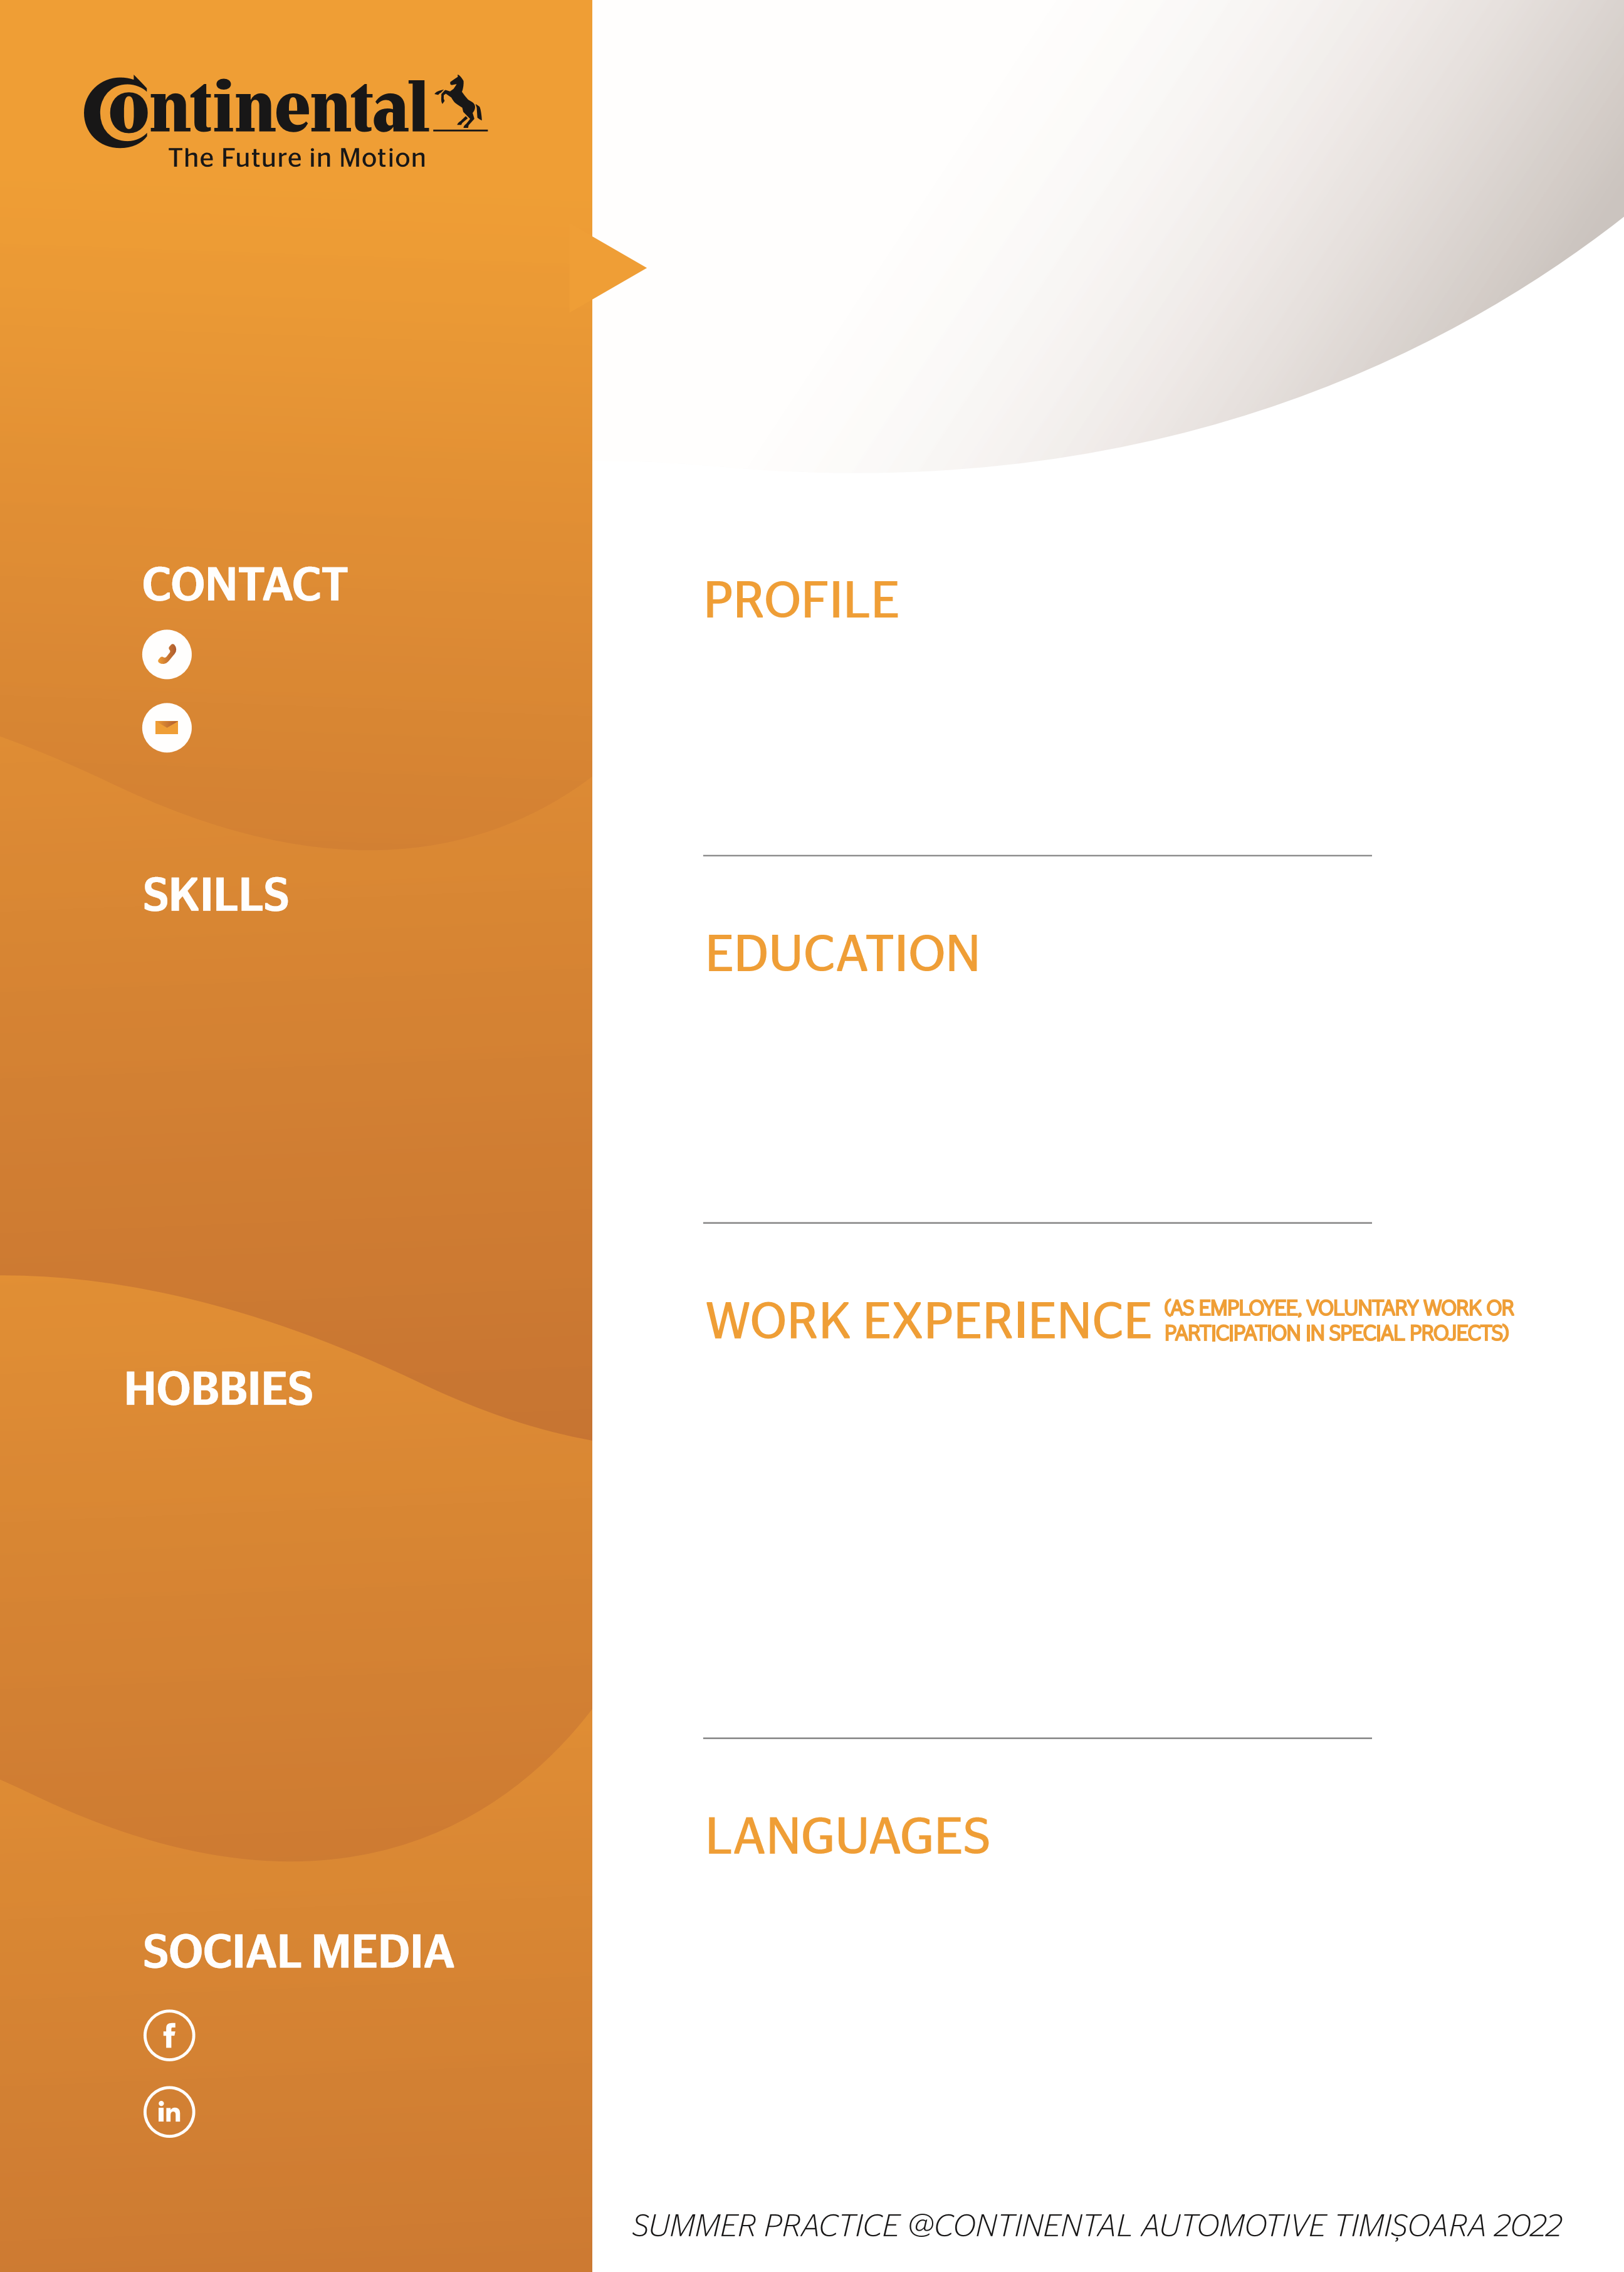 Continental
The Future in Motion
CONTACT
SKILLS
HOBBIES
SOCIAL MEDIA
f
in
PROFILE
EDUCATION
WORK EXPERIENCE (AS EMPLOYEE, VOLUNTARY WORK OR
PARTICIPATION IN SPECIAL PROJECTS)
LANGUAGES
SUMMER PRACTICE @CONTINENTAL AUTOMOTIVE TIMIȘOARA 2022